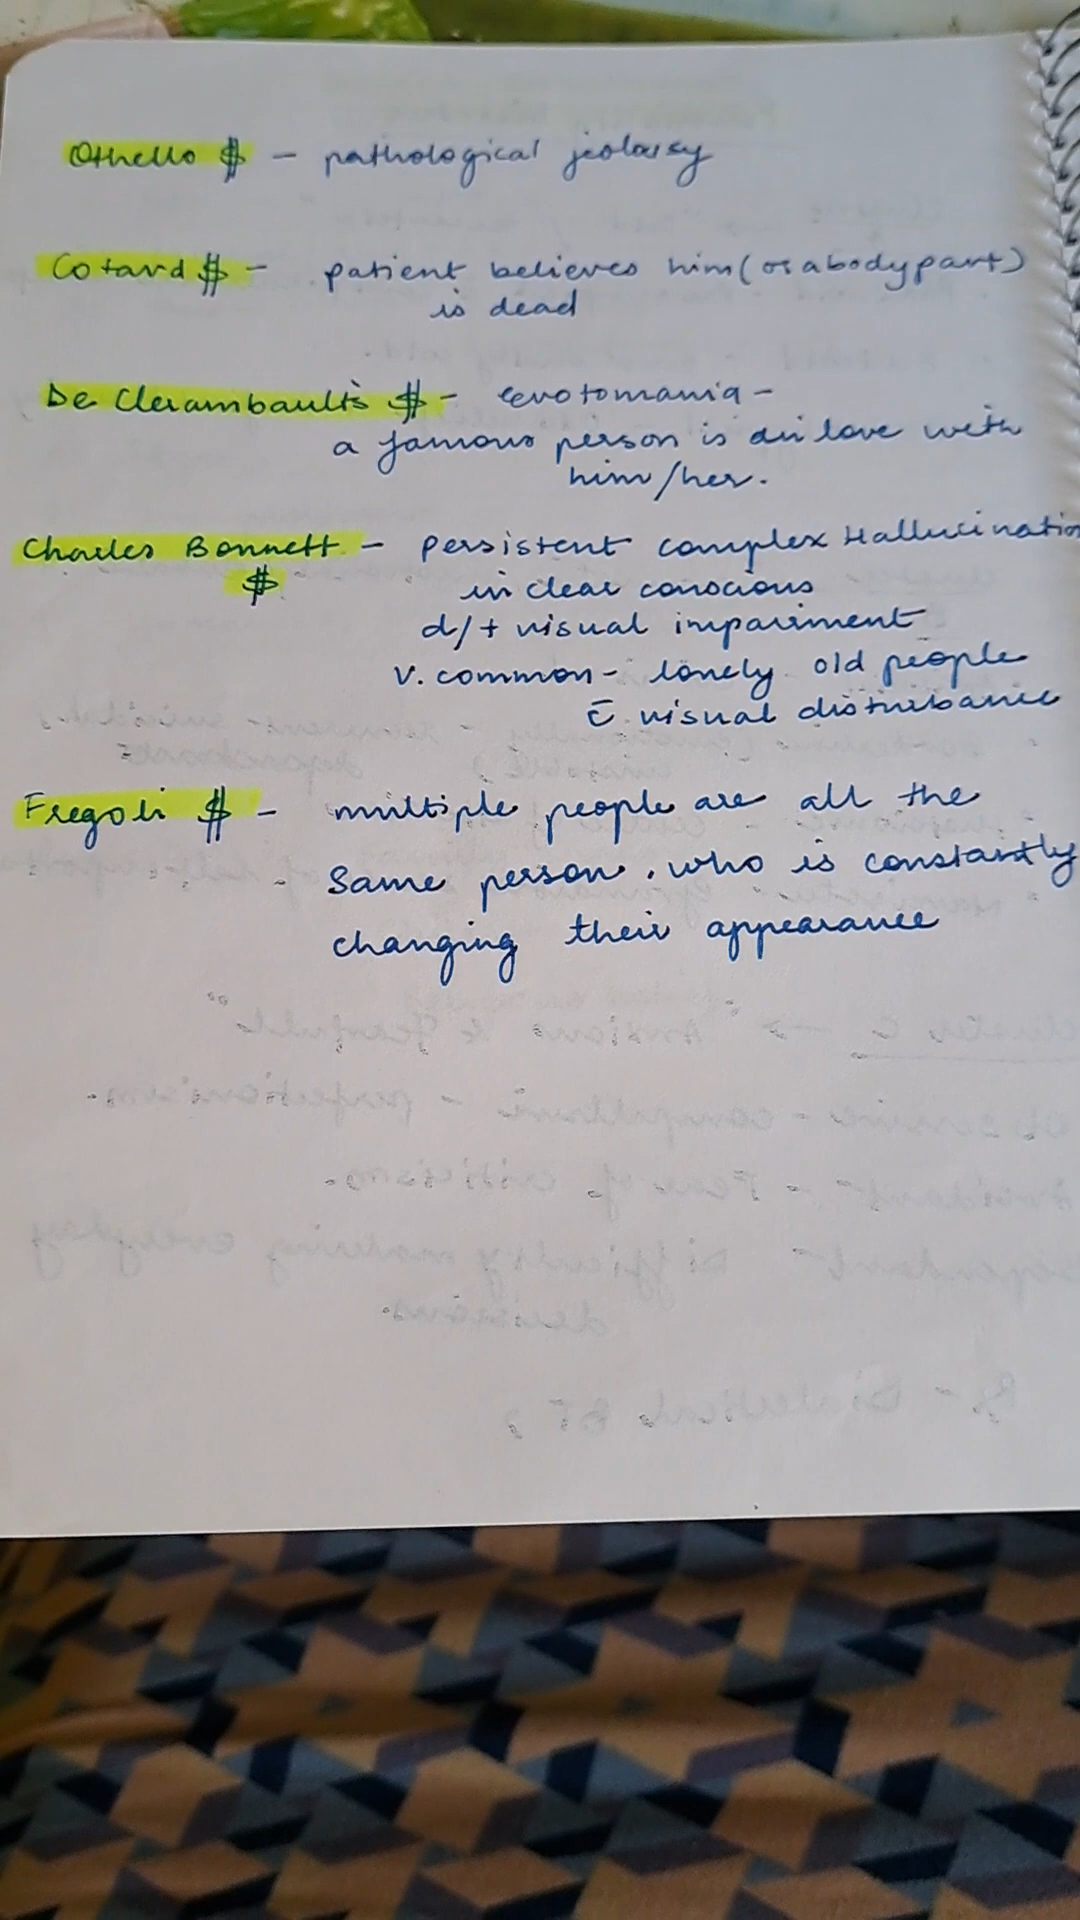 Othello $ - pathological jeolousy
Cotard $ - patient believes him (or a body part)
is dead
De Clerambault's $ - Erotomania -
a famous person is in love with
him/her.
Charles Bonnett - Persistent complex Hallucination
$ in clear conscious
d/t visual impairment
V. common - lonely old people
c̄ visual disturbance
Fregoli $ - multiple people are all the
same person, who is constantly
changing their appearance